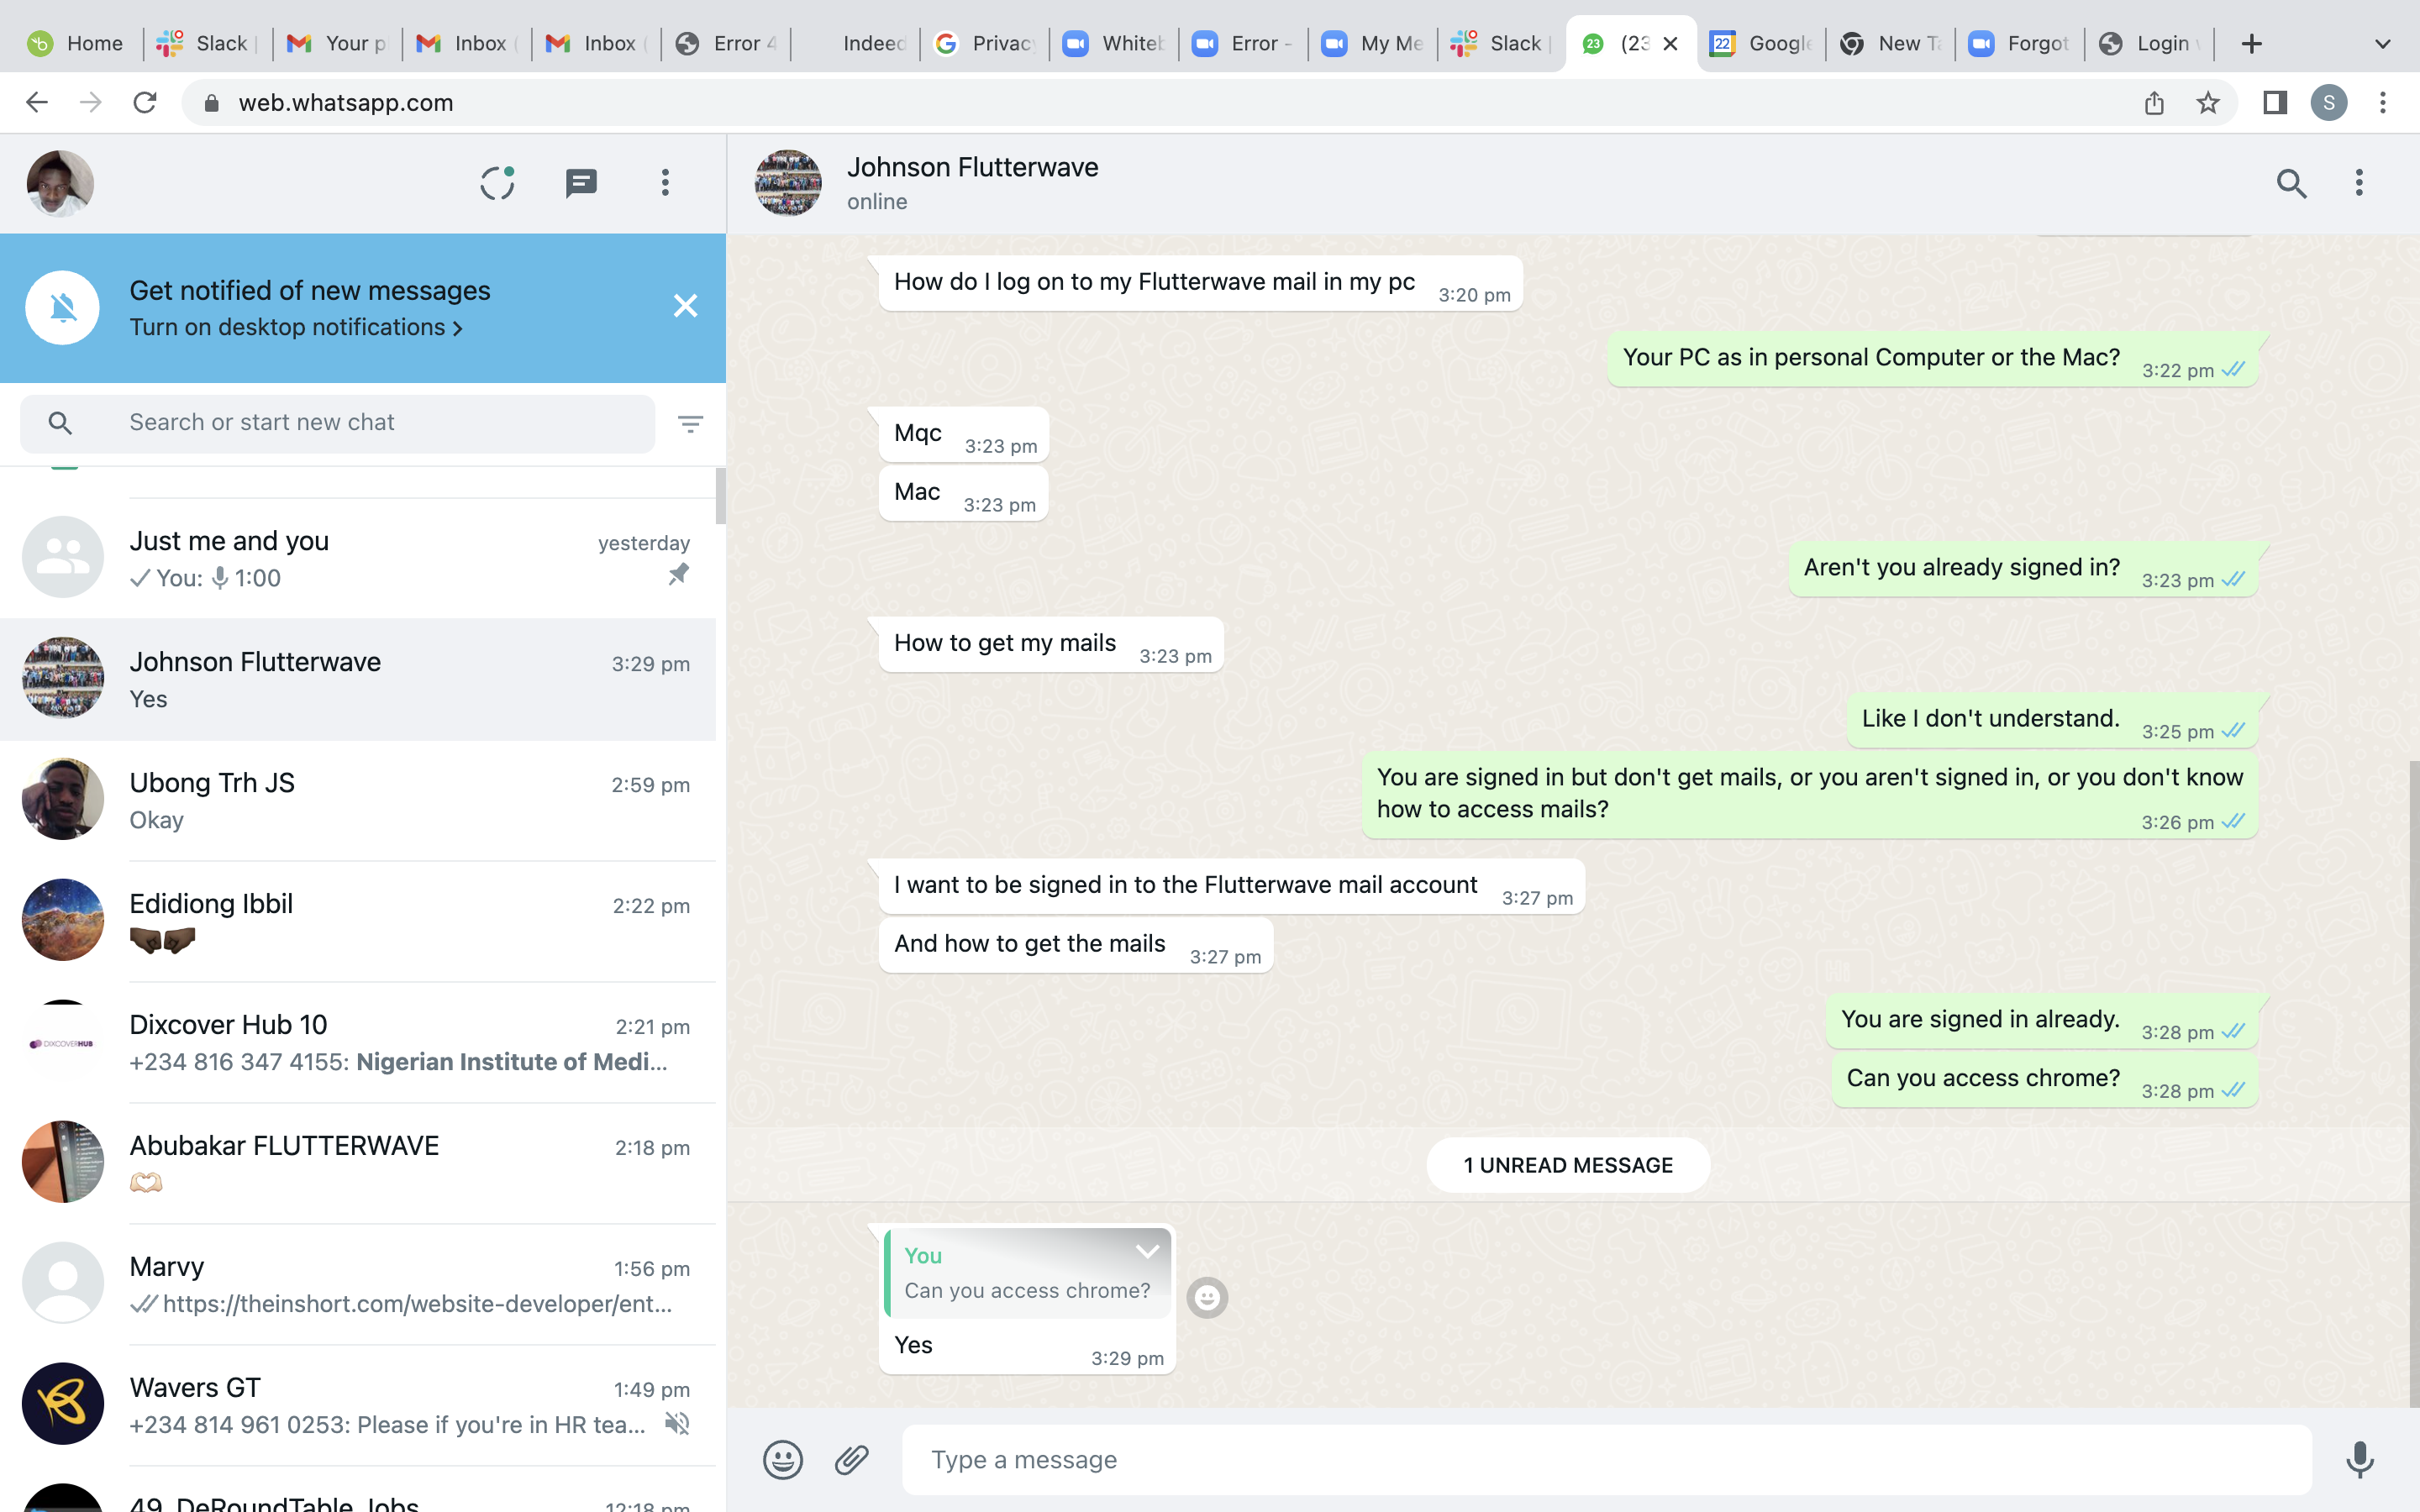 Home
Slack
Your p
Inbox (
Inbox (
Error 4
Indeed
Privac
Whiteb
Error -
My Me
Slack
23
(23
22
Google
New Ta
Forgot
Login
web.whatsapp.com
S
Get notified of new messages
Turn on desktop notifications
Search or start new chat
Just me and you
yesterday
You: 1:00
Johnson Flutterwave
3:29 pm
Yes
Ubong Trh JS
2:59 pm
Okay
Edidiong Ibbil
2:22 pm
DIXCOVERHUB
Dixcover Hub 10
2:21 pm
+234 816 347 4155: Nigerian Institute of Medi...
Abubakar FLUTTERWAVE
2:18 pm
Marvy
1:56 pm
https://theinshort.com/website-developer/ent...
Wavers GT
1:49 pm
+234 814 961 0253: Please if you're in HR tea...
49. DeRoundTable Jobs
12:18 pm
Johnson Flutterwave
online
How do I log on to my Flutterwave mail in my pc
3:20 pm
Your PC as in personal Computer or the Mac?
3:22 pm
Mqc
3:23 pm
Mac
3:23 pm
Aren't you already signed in?
3:23 pm
How to get my mails
3:23 pm
Like I don't understand.
3:25 pm
You are signed in but don't get mails, or you aren't signed in, or you don't know
how to access mails?
3:26 pm
I want to be signed in to the Flutterwave mail account
3:27 pm
And how to get the mails
3:27 pm
You are signed in already.
3:28 pm
Can you access chrome?
3:28 pm
1 UNREAD MESSAGE
You
Can you access chrome?
Yes
3:29 pm
Type a message